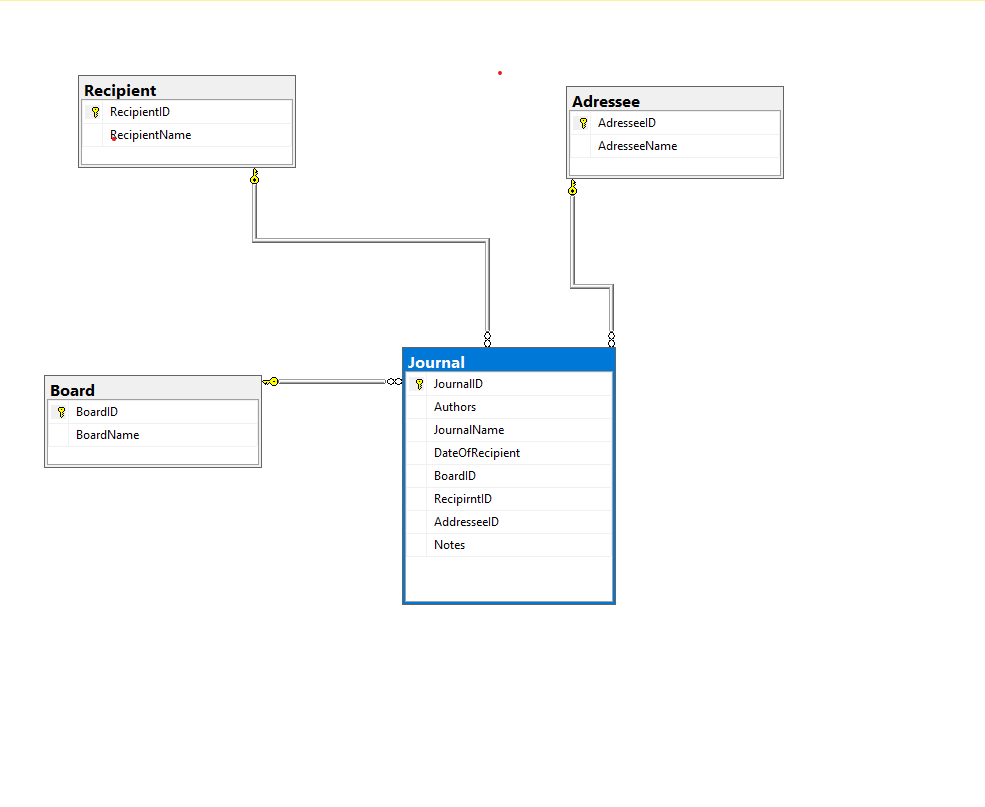 Recipient
RecipientID
RecipientName
Adressee
AdresseeID
AdresseeName
Board
BoardID
BoardName
Journal
JournalID
Authors
JournalName
DateOfRecipient
BoardID
RecipirntID
AddresseeID
Notes